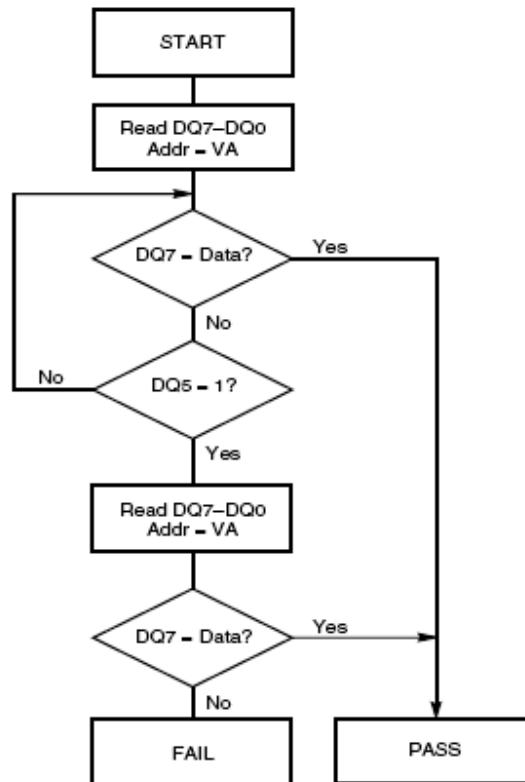 START
Read DQ7–DQ0
Addr = VA
DQ7 = Data?
Yes
No
No
DQ5 = 1?
Yes
Read DQ7–DQ0
Addr = VA
DQ7 = Data?
Yes
No
FAIL
PASS